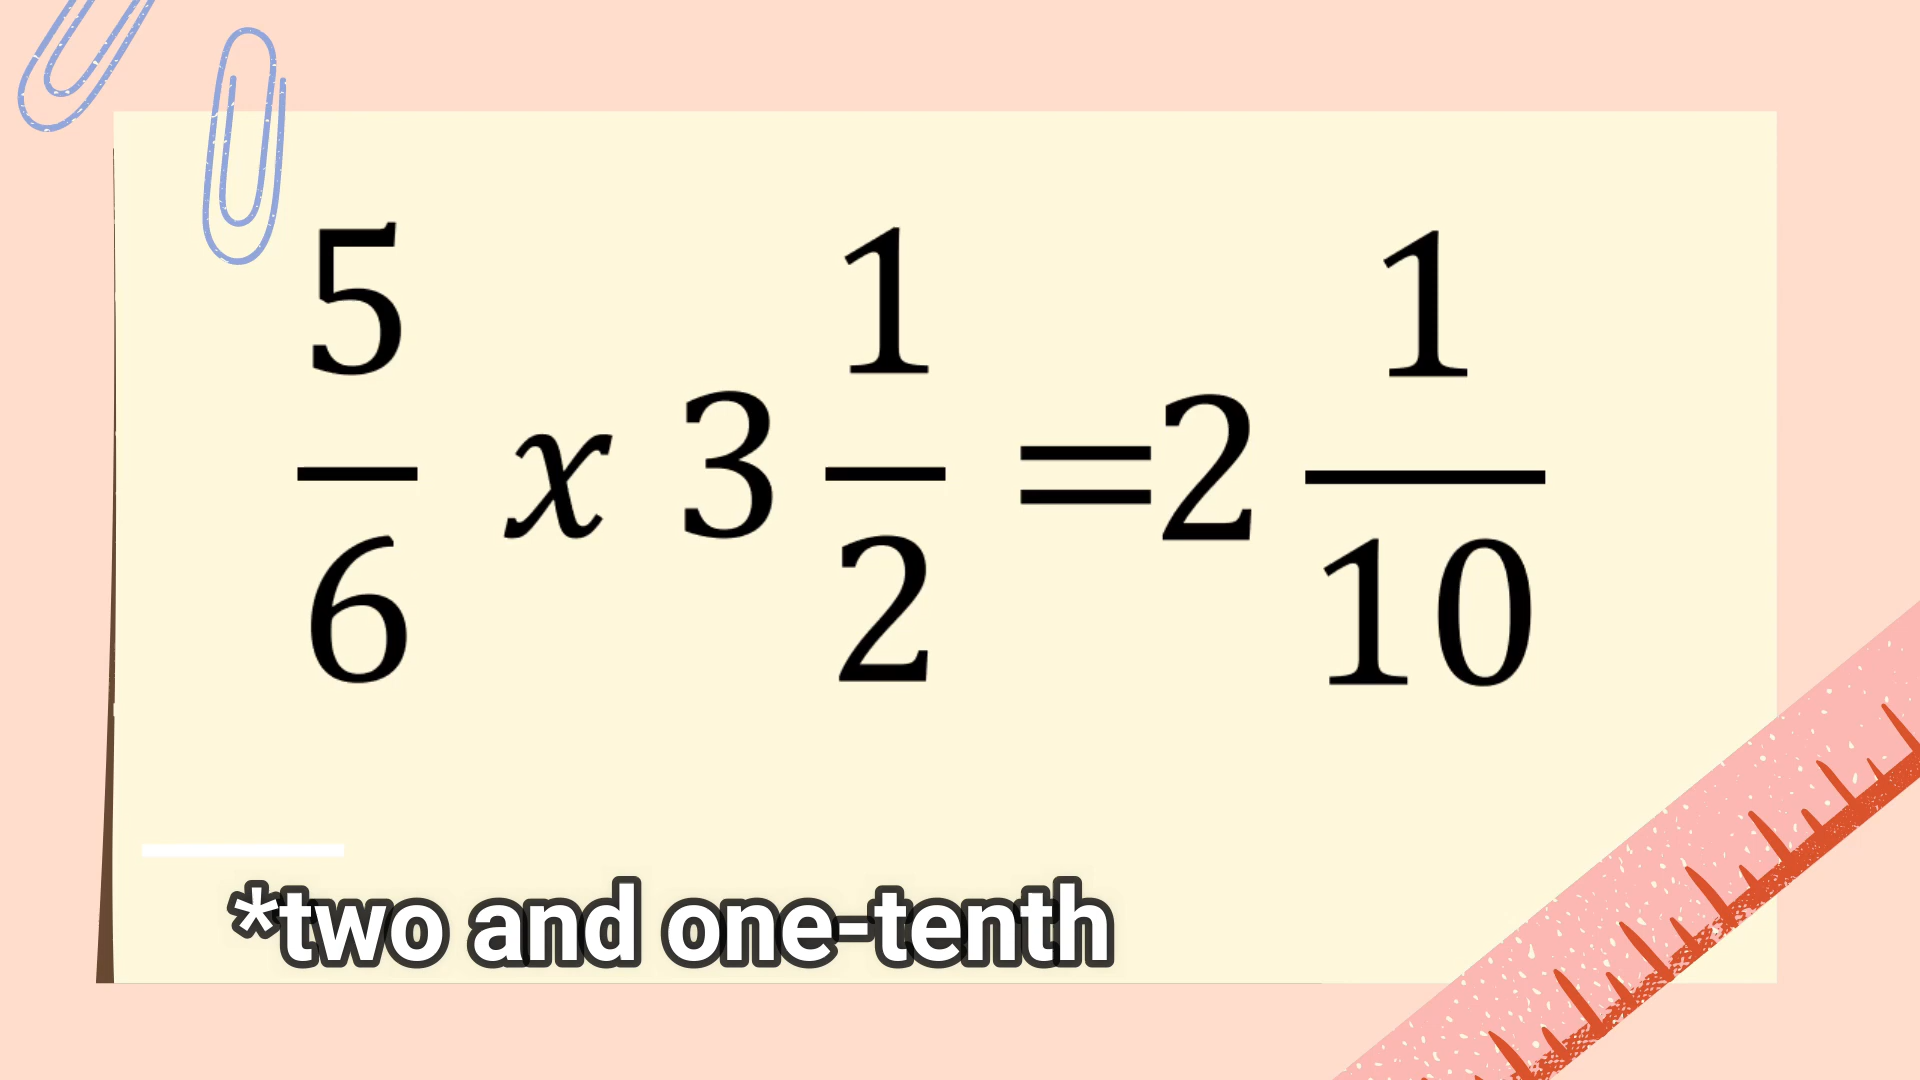 5/6 x 3 1/2 =2 1/10
*two and one-tenth